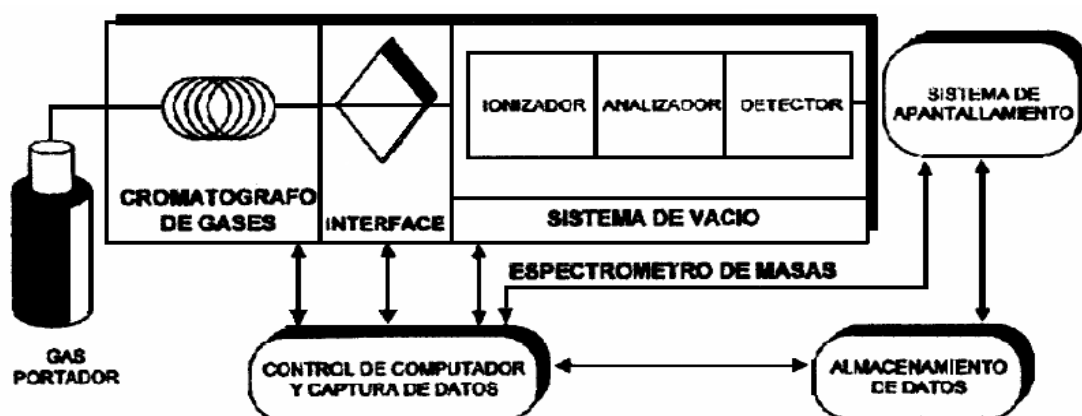 IONIZADOR
ANALIZADOR
DETECTOR
SISTEMA DE
APANTALLAMIENTO
CROMATOGRAFO
DE GASES
INTERFACE
SISTEMA DE VACIO
ESPECTROMETRO DE MASAS
GAS
PORTADOR
CONTROL DE COMPUTADOR
Y CAPTURA DE DATOS
ALMACENAMIENTO
DE DATOS